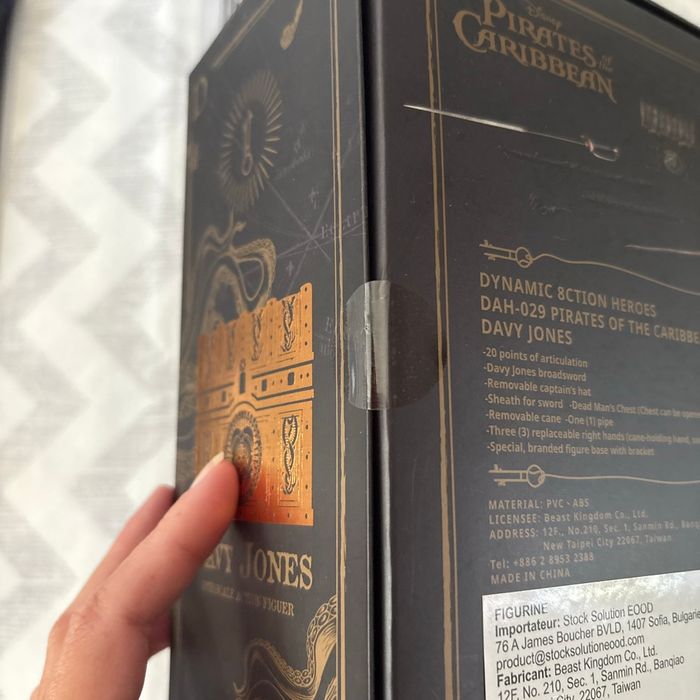 Disney
PIRATES of the
CARIBBEAN
DYNAMIC 8CTION HEROES
DAH-029 PIRATES OF THE CARIBBE
DAVY JONES
-20 points of articulation
-Davy Jones broadsword
-Removable captain's hat
-Sheath for sword -Dead Man's Chest (Chest can be
-Removable cane -One (1) pipe
-Three (3) replaceable right hands (cane-holding hand,
-Special, branded figure base with bracket
MATERIAL: PVC、ABS
LICENSEE: Beast Kingdom Co., Ltd.
ADDRESS: 12F., No.210, Sec. 1, Sanmin Rd.,
New Taipei City 22067, Taiwan
Tel: +886 2 8953 2388
MADE IN CHINA
FIGURINE
Importateur: Stock Solution EOOD
76 A James Boucher BVLD, 1407 Sofia, Bulgarie
product@stocksolutioneood.com
Fabricant: Beast Kingdom Co., Ltd.
12F, No. 210, Sec. 1, Sanmin Rd., Banqiao
City, 22067, Taiwan
AVY JONES